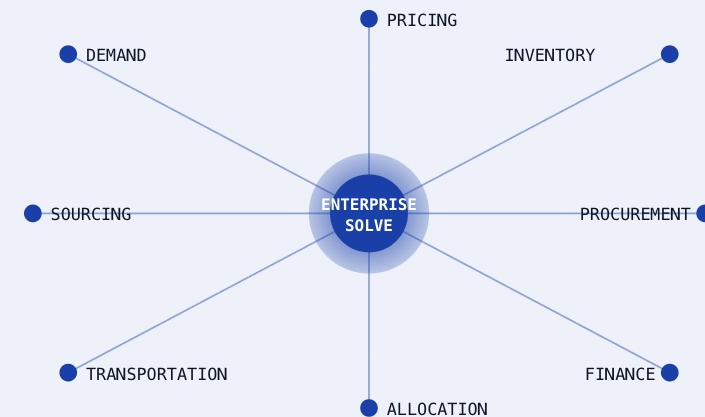 PRICING
DEMAND
INVENTORY
ENTERPRISE
SOLVE
SOURCING
PROCUREMENT
TRANSPORTATION
FINANCE
ALLOCATION